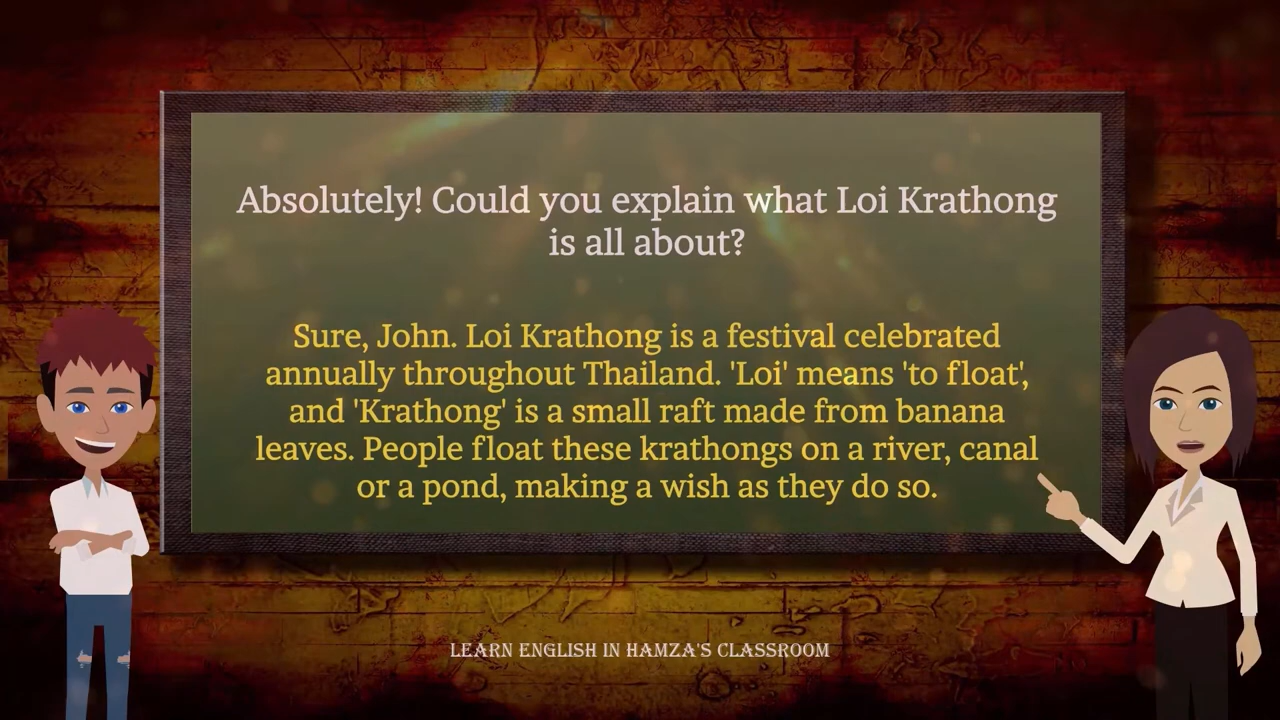 Absolutely! Could you explain what Loi Krathong
is all about?
Sure, John. Loi Krathong is a festival celebrated
annually throughout Thailand. 'Loi' means 'to float',
and 'Krathong' is a small raft made from banana
leaves. People float these krathongs on a river, canal
or a pond, making a wish as they do so.
LEARN ENGLISH IN HAMZA'S CLASSROOM